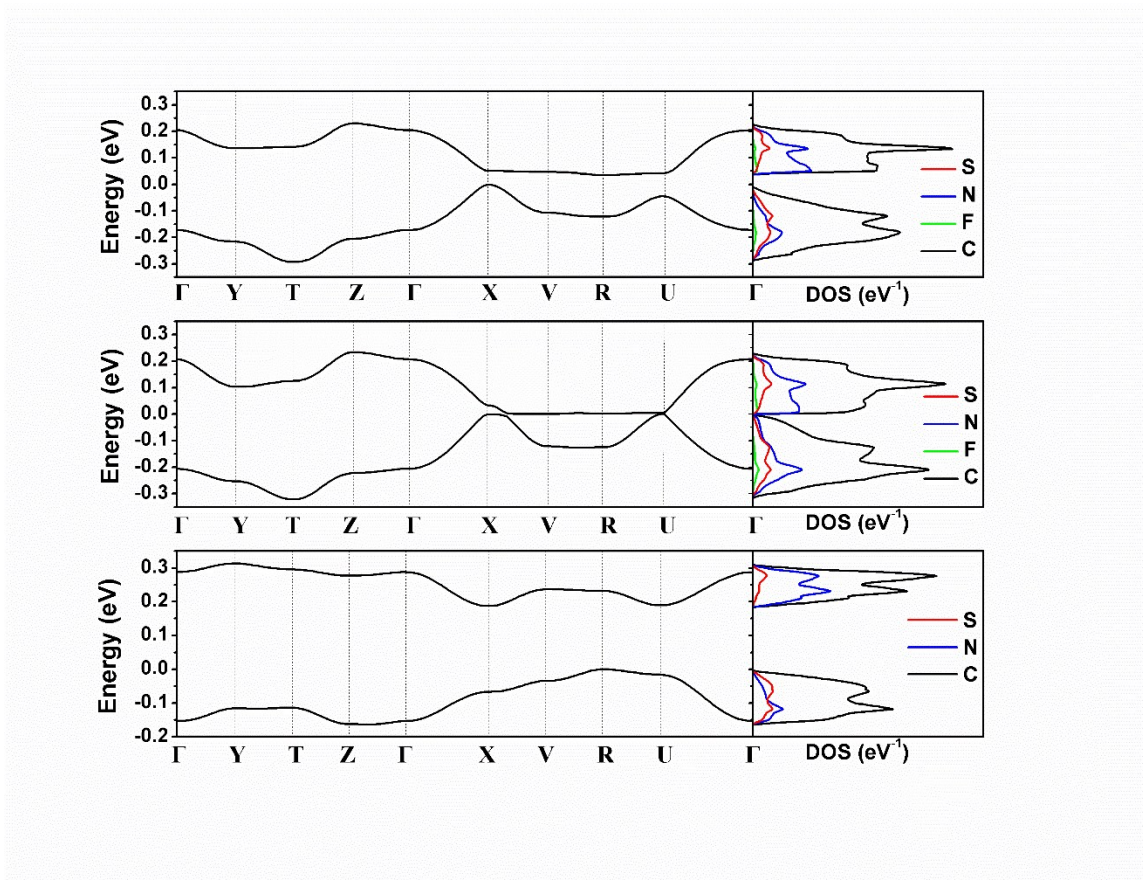 Energy (eV)
0.3
0.2
0.1
0.0
-0.1
-0.2
-0.3
Γ Y T Z Γ X V R U Γ
S
N
F
C
DOS (eV⁻¹)
Energy (eV)
0.3
0.2
0.1
0.0
-0.1
-0.2
-0.3
Γ Y T Z Γ X V R U Γ
S
N
F
C
DOS (eV⁻¹)
Energy (eV)
0.3
0.2
0.1
0.0
-0.1
-0.2
Γ Y T Z Γ X V R U Γ
S
N
C
DOS (eV⁻¹)